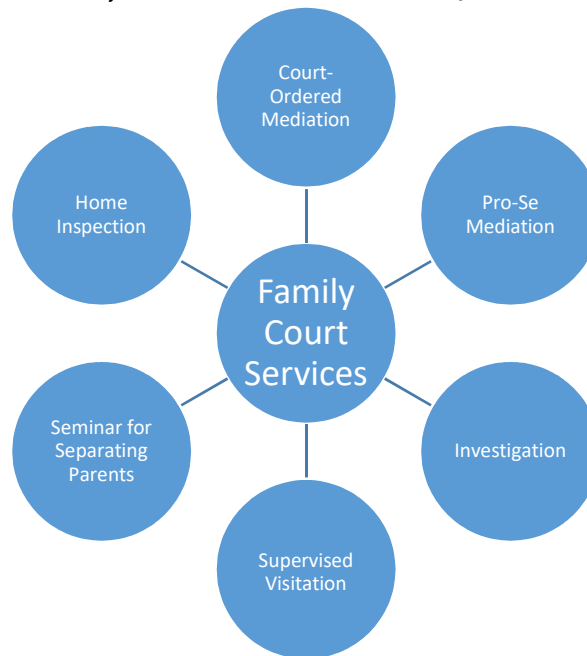 Court-
Ordered
Mediation
Home
Inspection
Pro-Se
Mediation
Family
Court
Services
Seminar for
Separating
Parents
Investigation
Supervised
Visitation